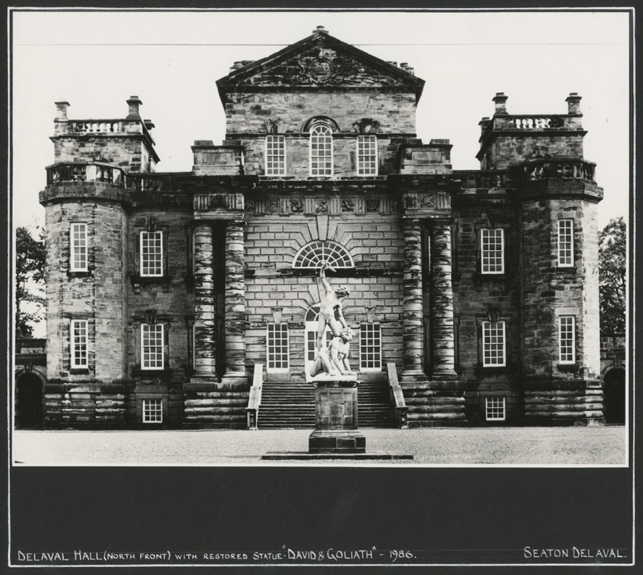 DELAVAL HALL (NORTH FRONT) WITH RESTORED STATUE - "DAVID & GOLIATH" - 1986. SEATON DELAVAL.